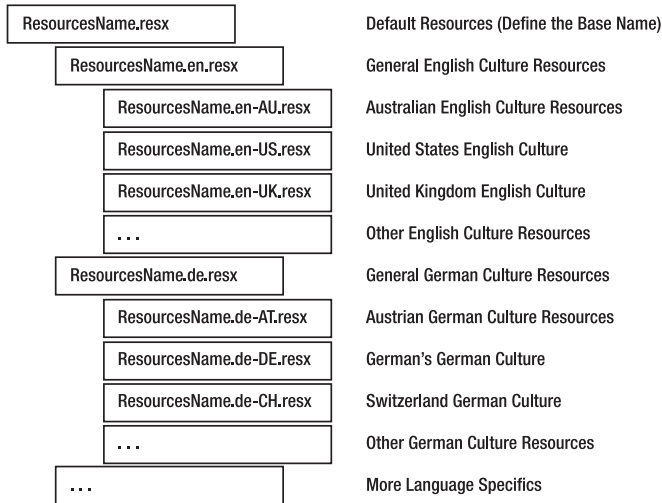 ResourcesName.resx Default Resources (Define the Base Name)
ResourcesName.en.resx General English Culture Resources
ResourcesName.en-AU.resx Australian English Culture Resources
ResourcesName.en-US.resx United States English Culture
ResourcesName.en-UK.resx United Kingdom English Culture
... Other English Culture Resources
ResourcesName.de.resx General German Culture Resources
ResourcesName.de-AT.resx Austrian German Culture Resources
ResourcesName.de-DE.resx German’s German Culture
ResourcesName.de-CH.resx Switzerland German Culture
... Other German Culture Resources
... More Language Specifics